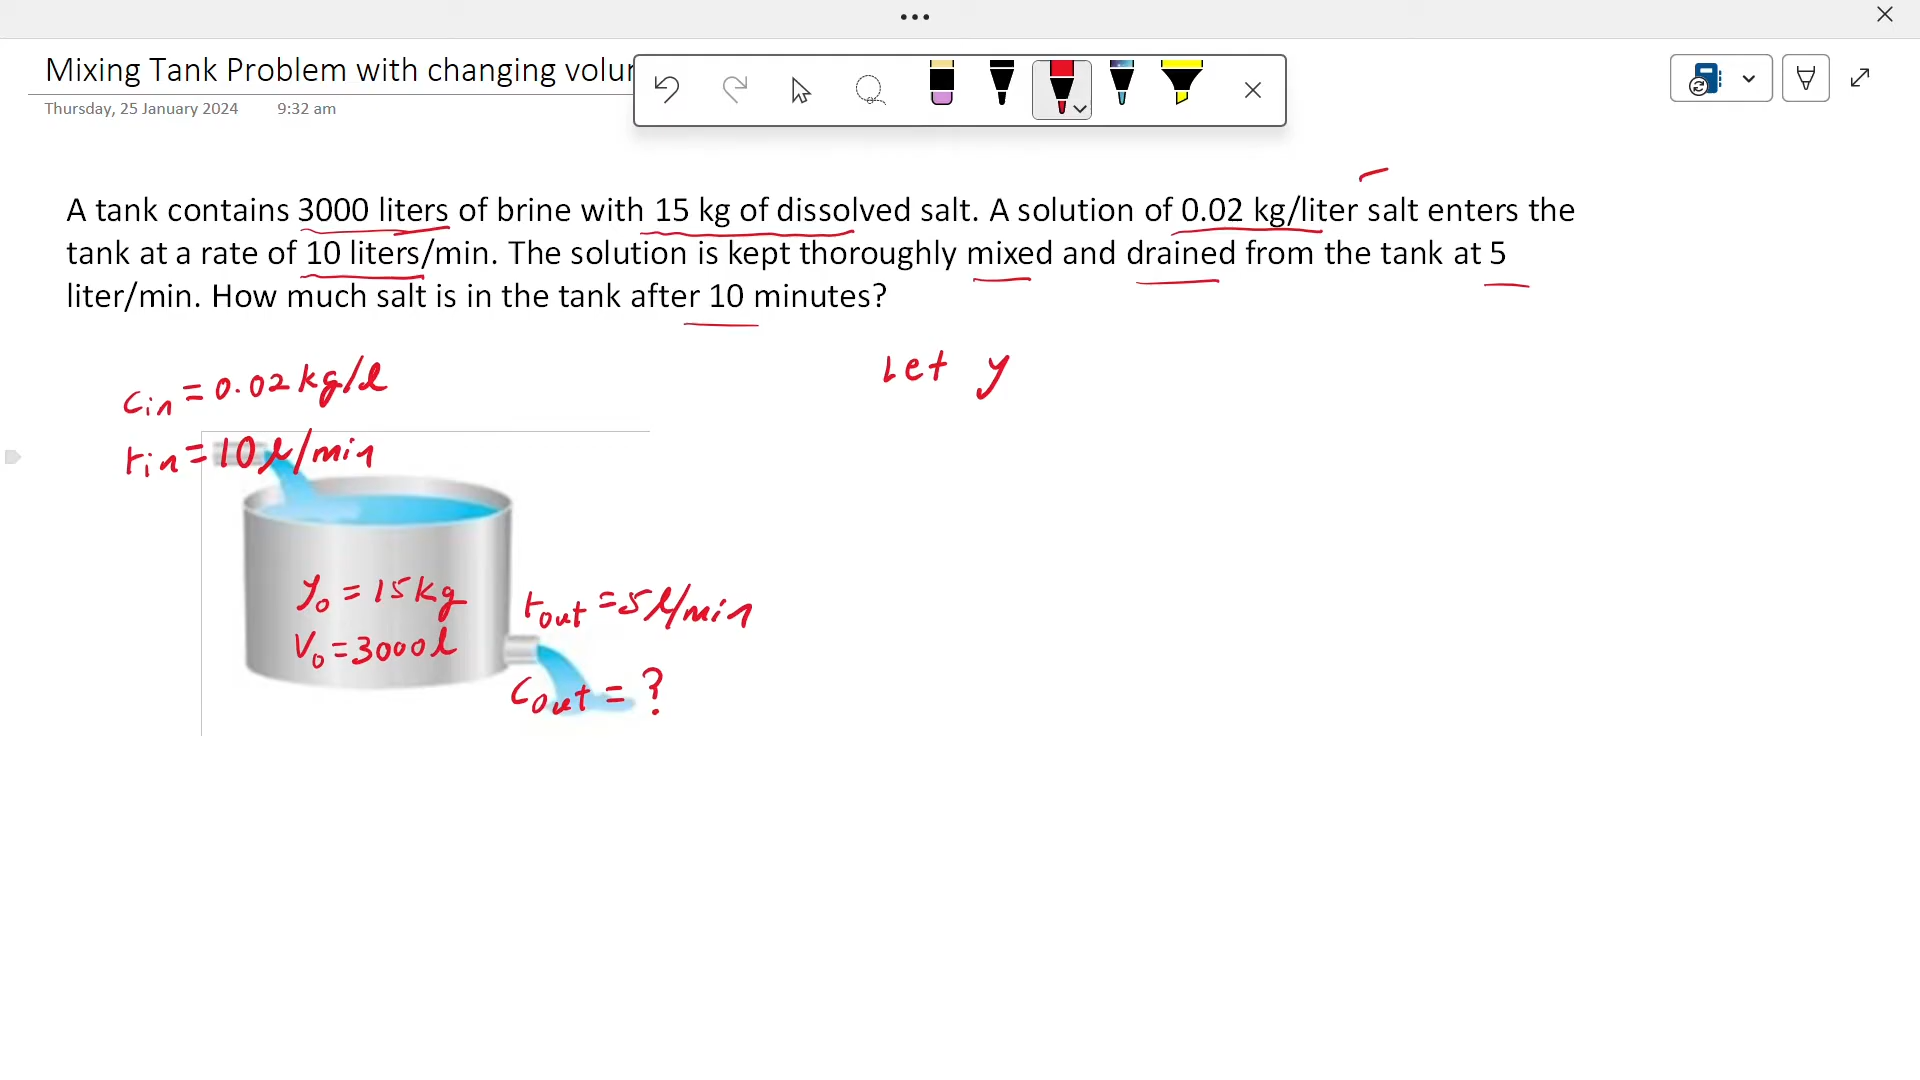 Mixing Tank Problem with changing volu
Thursday, 25 January 2024 9:32 am
A tank contains 3000 liters of brine with 15 kg of dissolved salt. A solution of 0.02 kg/liter salt enters the
tank at a rate of 10 liters/min. The solution is kept thoroughly mixed and drained from the tank at 5
liter/min. How much salt is in the tank after 10 minutes?
Let y
Cin = 0.02 kg/l
rin = 10 l/min
y0 = 15 kg
rout = 5 l/min
V0 = 3000 l
Cout = ?